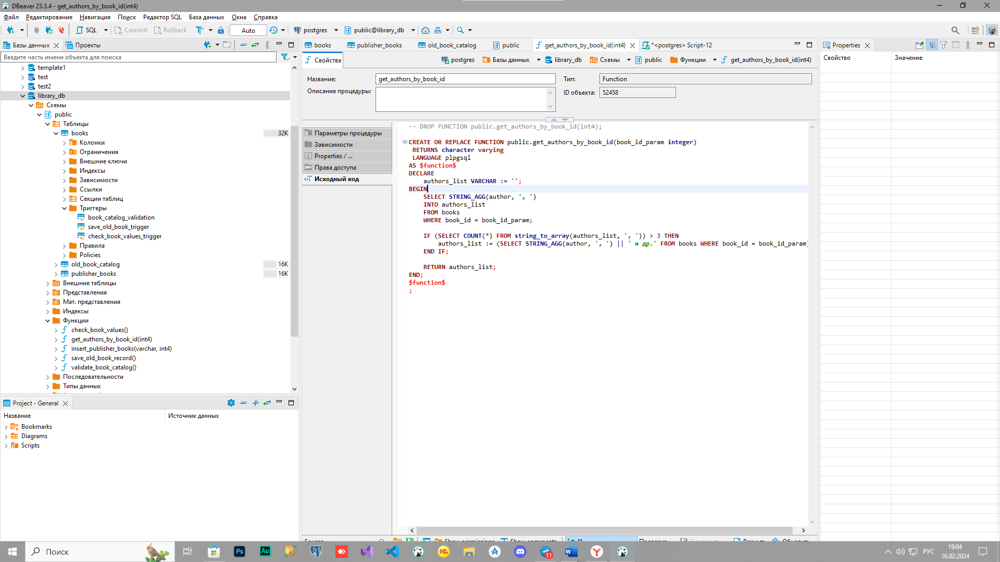 DBeaver 23.3.4 - get_authors_by_book_id(int4)
Файл Редактирование Навигация Поиск Редактор SQL База данных Окна Справка
SQL Commit Rollback Auto postgres public@library_db
Базы данных Проекты
Введите часть имени объекта для поиска
template1
test
test2
library_db
Схемы
public
Таблицы
books 32K
Колонки
Ограничения
Внешние ключи
Индексы
Зависимости
Ссылки
Секции таблиц
Триггеры
book_catalog_validation
save_old_book_trigger
check_book_values_trigger
Правила
Policies
old_book_catalog 16K
publisher_books 16K
Внешние таблицы
Представления
Мат. представления
Индексы
Функции
check_book_values()
get_authors_by_book_id(int4)
insert_publisher_books(varchar, int4)
save_old_book_record()
validate_book_catalog()
Последовательности
Типы данных
Project - General
Название Источник данных
Bookmarks
Diagrams
Scripts
books publisher_books old_book_catalog public get_authors_by_book_id(int4) *<postgres> Script-12
Свойства postgres Базы данных library_db Схемы public Функции get_authors_by_book_id(int4)
Название: get_authors_by_book_id Тип: Function
Описание процедуры: ID объекта: 52458
Параметры процедуры
Зависимости
Properties / ...
Права доступа
Исходный код
-- DROP FUNCTION public.get_authors_by_book_id(int4);
CREATE OR REPLACE FUNCTION public.get_authors_by_book_id(book_id_param integer)
RETURNS character varying
LANGUAGE plpgsql
AS $function$
DECLARE
authors_list VARCHAR := '';
BEGIN
SELECT STRING_AGG(author, ', ')
INTO authors_list
FROM books
WHERE book_id = book_id_param;
IF (SELECT COUNT(*) FROM string_to_array(authors_list, ', ')) > 3 THEN
authors_list := (SELECT STRING_AGG(author, ', ') || ' и др.' FROM books WHERE book_id = book_id_param)
END IF;
RETURN authors_list;
END;
$function$
;
Properties
Свойство Значение
Поиск
Ps
Au
1С
11
W
РУС
19:04
16.02.2024